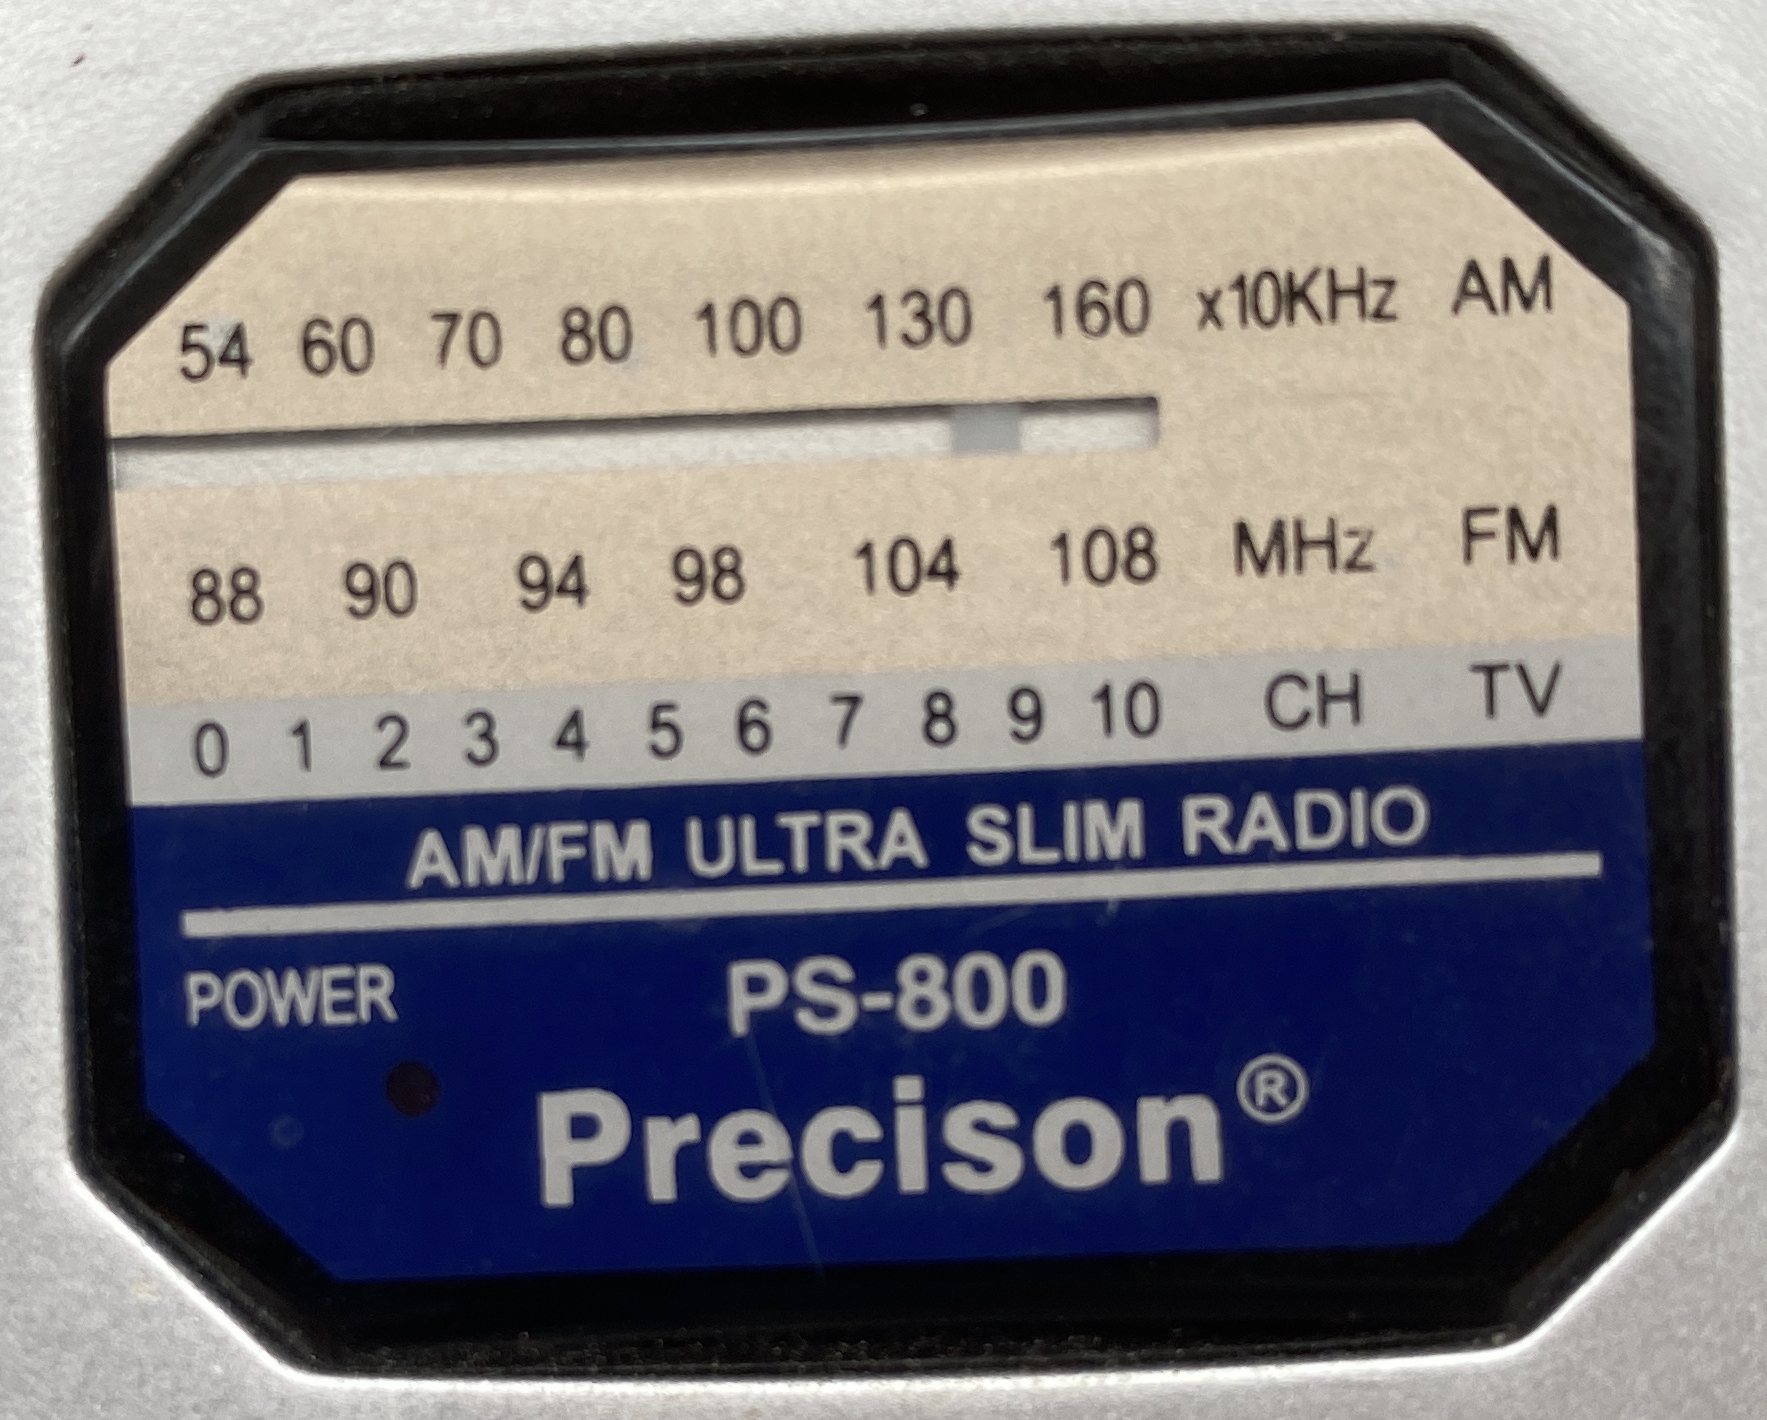 54 60 70 80 100 130 160 x10KHz AM
88 90 94 98 104 108 MHz FM
0 1 2 3 4 5 6 7 8 9 10 CH TV
AM/FM ULTRA SLIM RADIO
POWER PS-800
Precison®